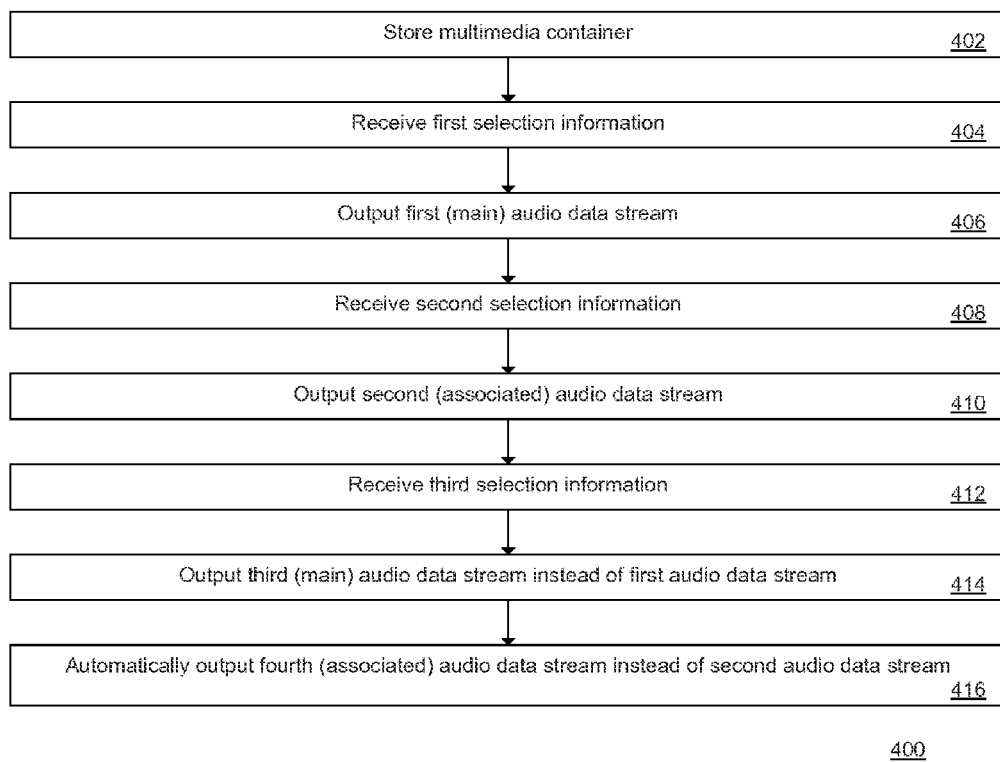 Store multimedia container
402
Receive first selection information
404
Output first (main) audio data stream
406
Receive second selection information
408
Output second (associated) audio data stream
410
Receive third selection information
412
Output third (main) audio data stream instead of first audio data stream
414
Automatically output fourth (associated) audio data stream instead of second audio data stream
416
400